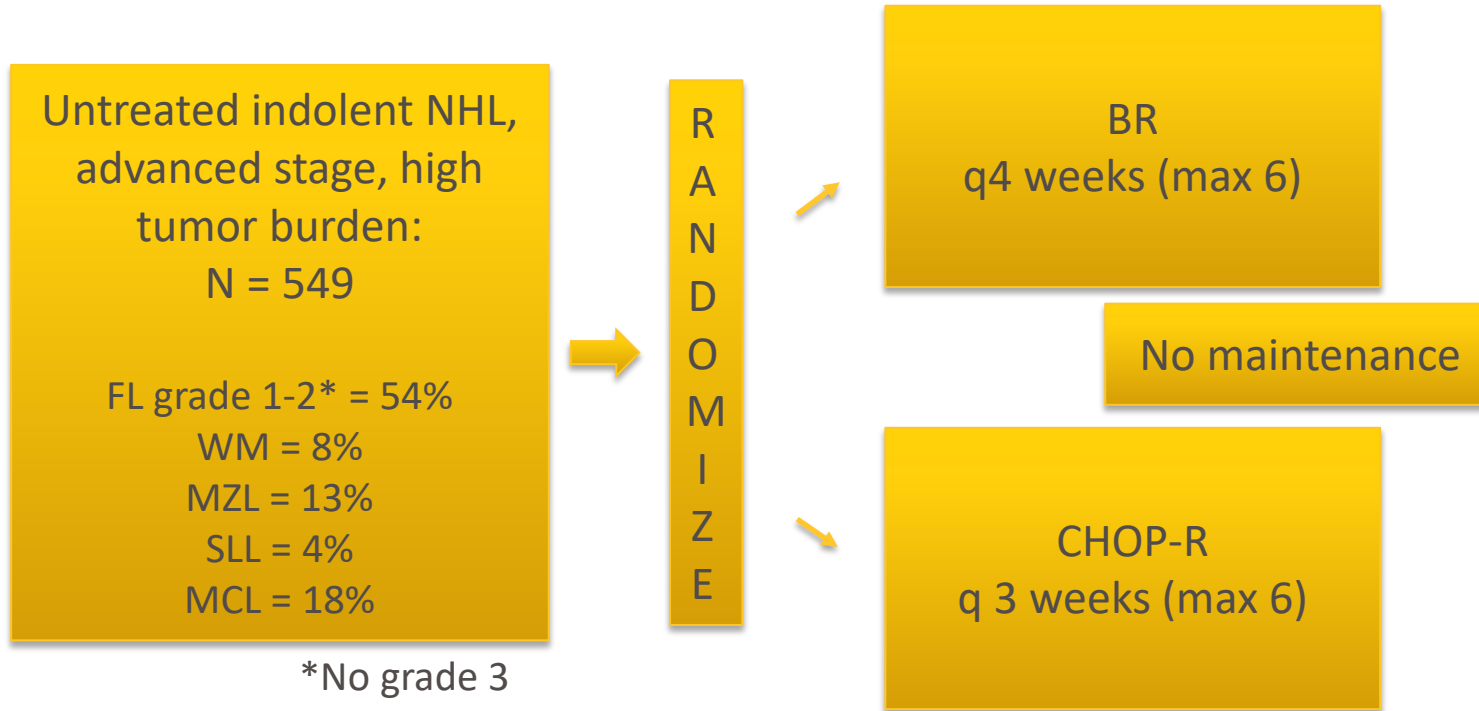 Untreated indolent NHL,
advanced stage, high
tumor burden:
N = 549
FL grade 1-2* = 54%
WM = 8%
MZL = 13%
SLL = 4%
MCL = 18%
*No grade 3
R
A
N
D
O
M
I
Z
E
BR
q4 weeks (max 6)
No maintenance
CHOP-R
q 3 weeks (max 6)